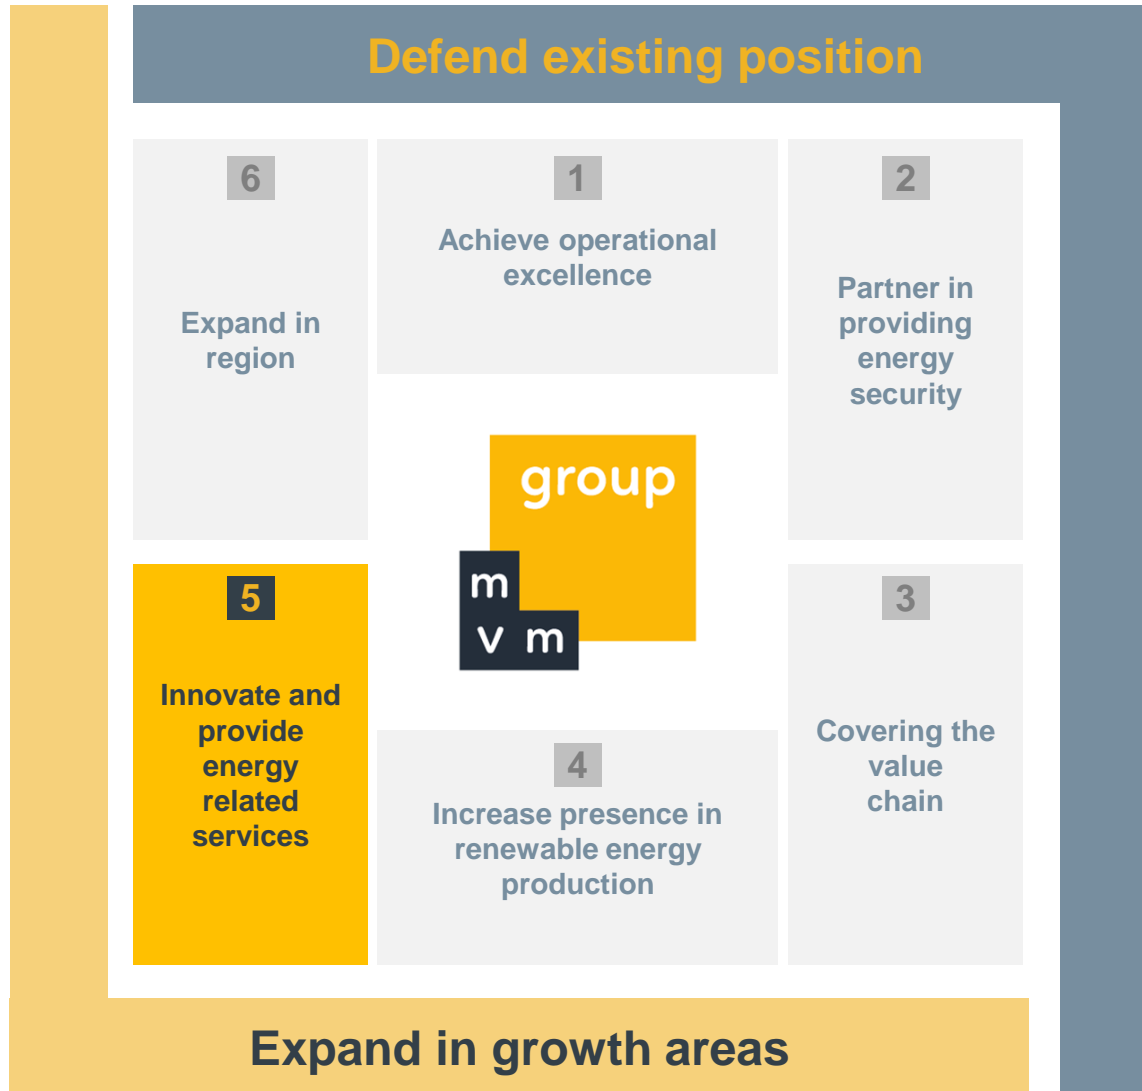 Defend existing position
6
Expand in
region
1
Achieve operational
excellence
2
Partner in
providing
energy
security
group
m
v m
5
Innovate and
provide
energy
related
services
4
Increase presence in
renewable energy
production
3
Covering the
value
chain
Expand in growth areas